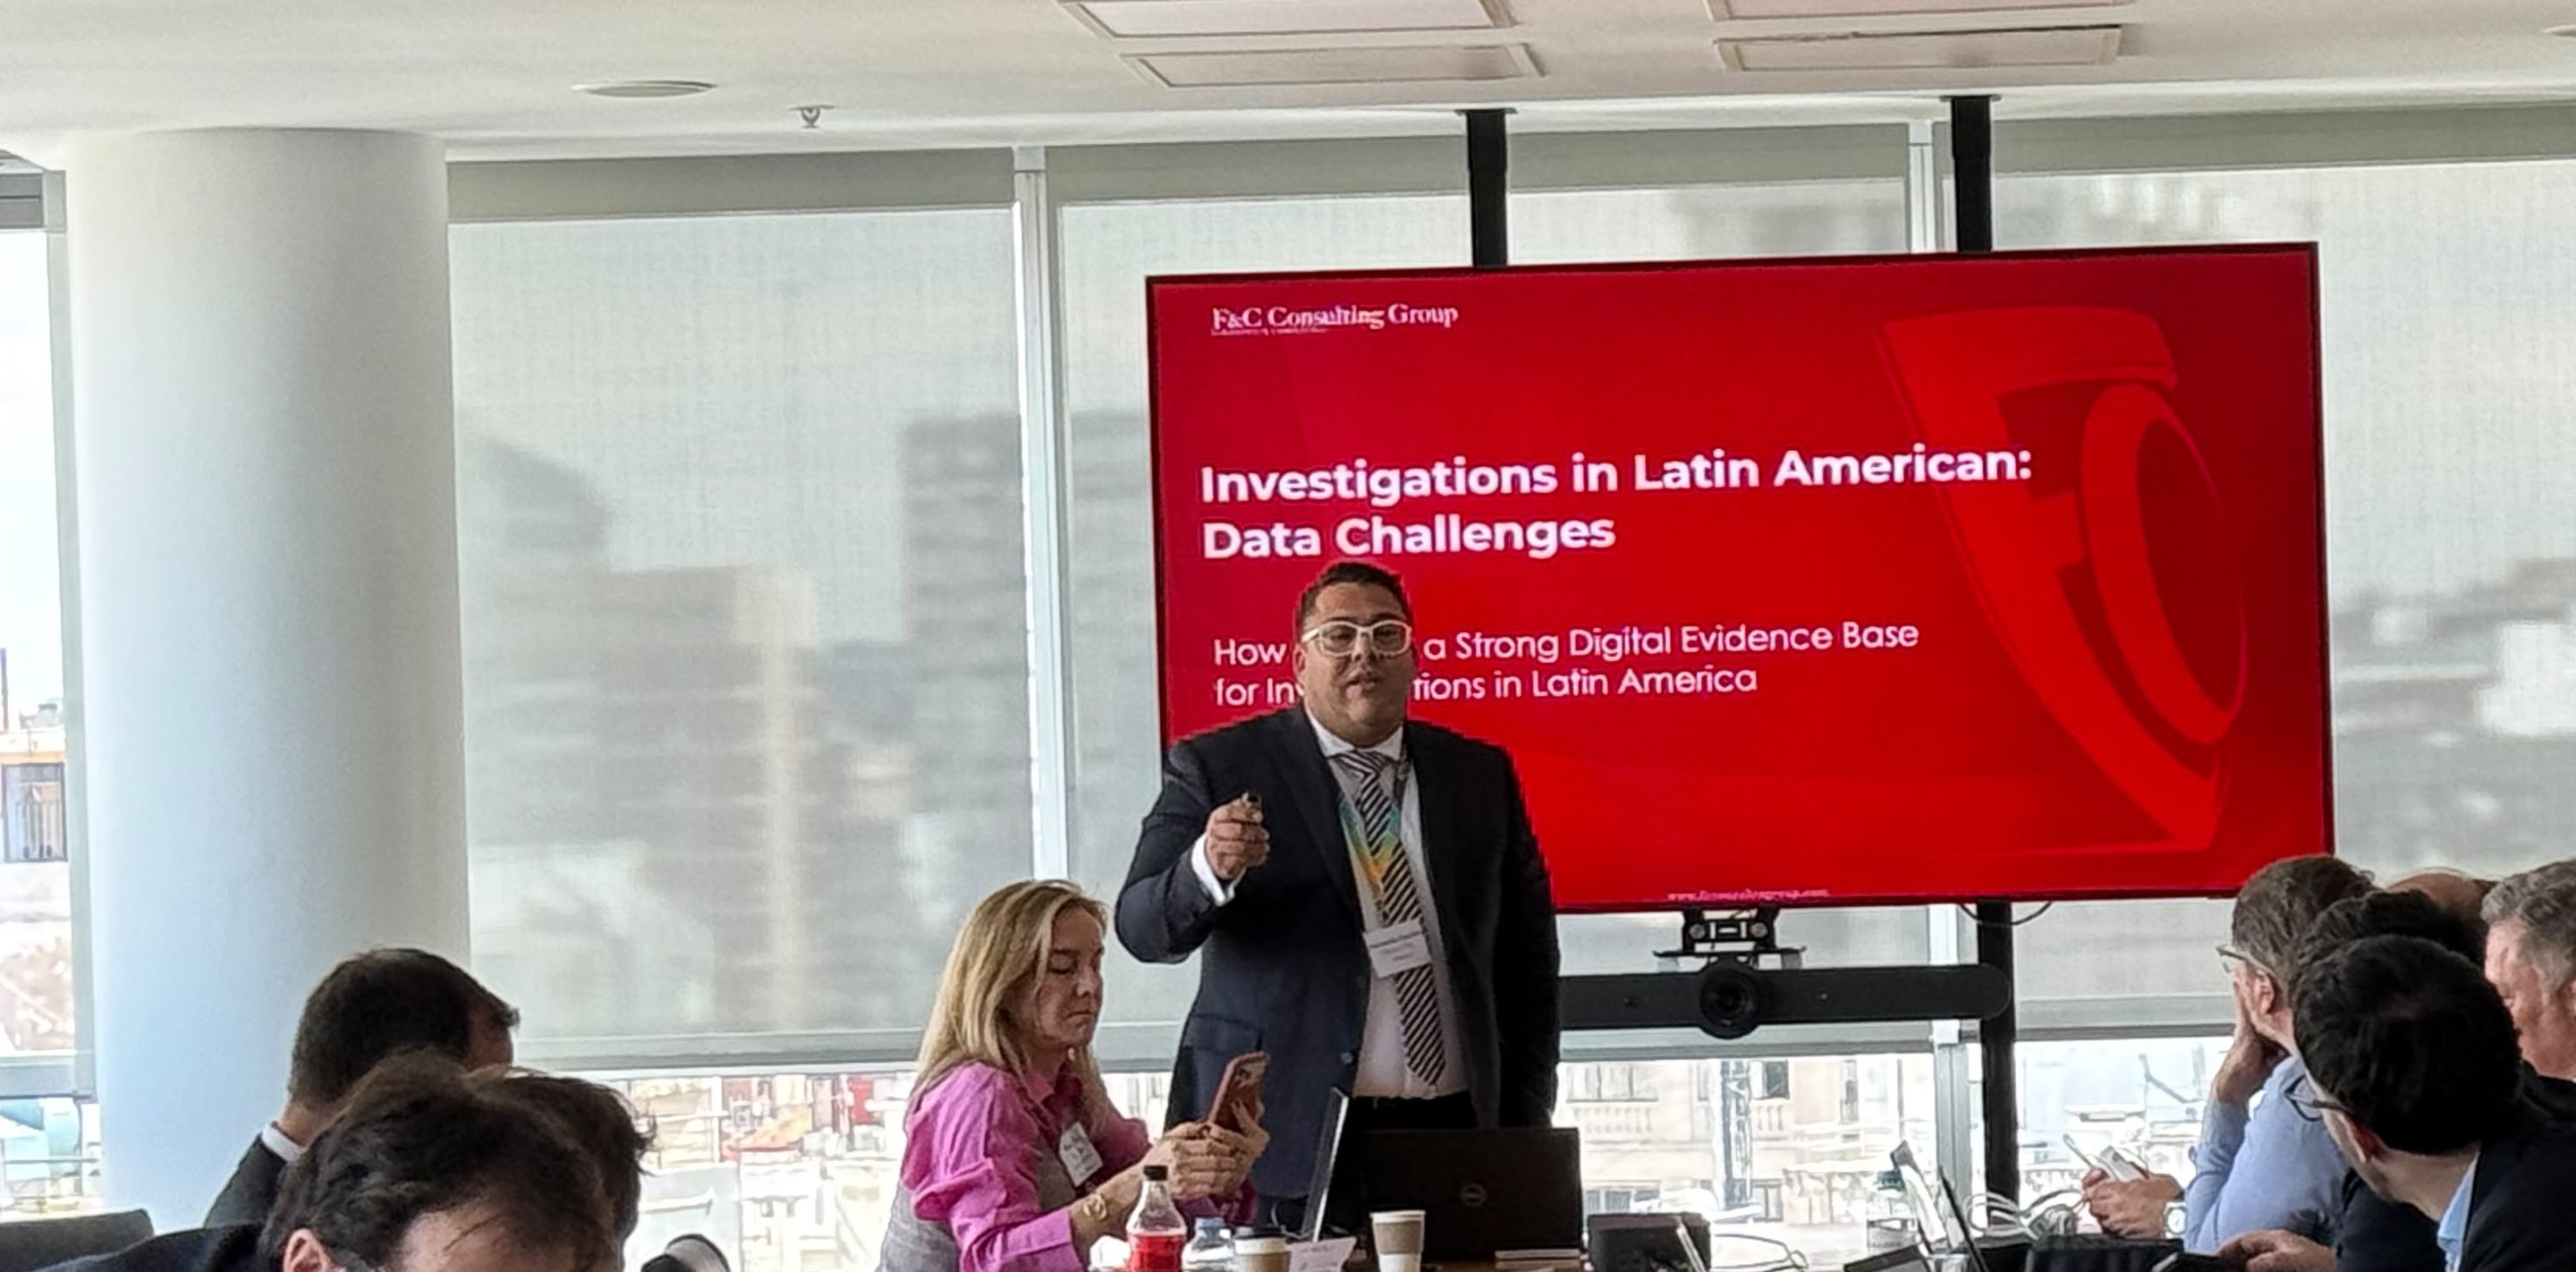 F&C Consulting Group
Investigations in Latin American:
Data Challenges
How a Strong Digital Evidence Base
for In tions in Latin America